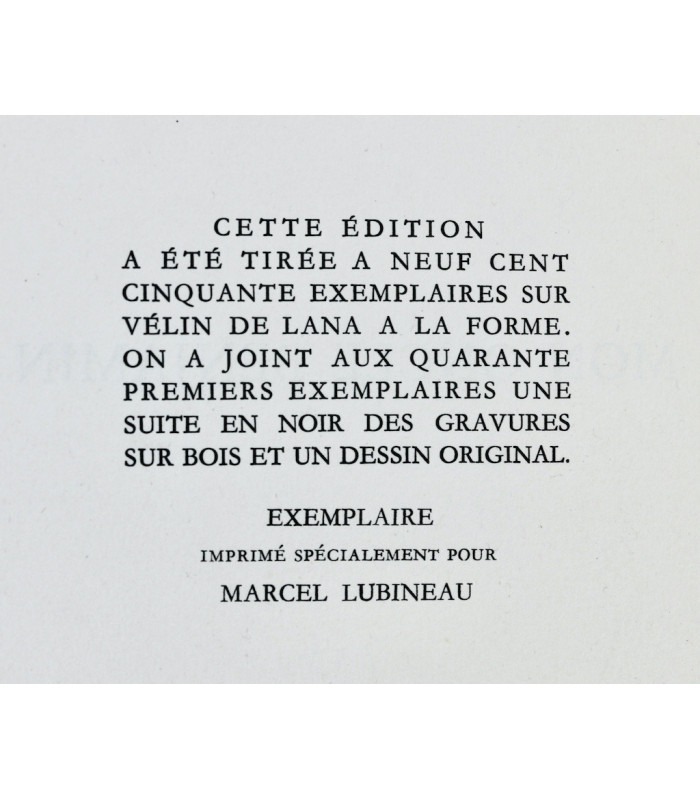 CETTE ÉDITION
A ÉTÉ TIRÉE A NEUF CENT
CINQUANTE EXEMPLAIRES SUR
VÉLIN DE LANA A LA FORME.
ON A JOINT AUX QUARANTE
PREMIERS EXEMPLAIRES UNE
SUITE EN NOIR DES GRAVURES
SUR BOIS ET UN DESSIN ORIGINAL.
EXEMPLAIRE
IMPRIMÉ SPÉCIALEMENT POUR
MARCEL LUBINEAU